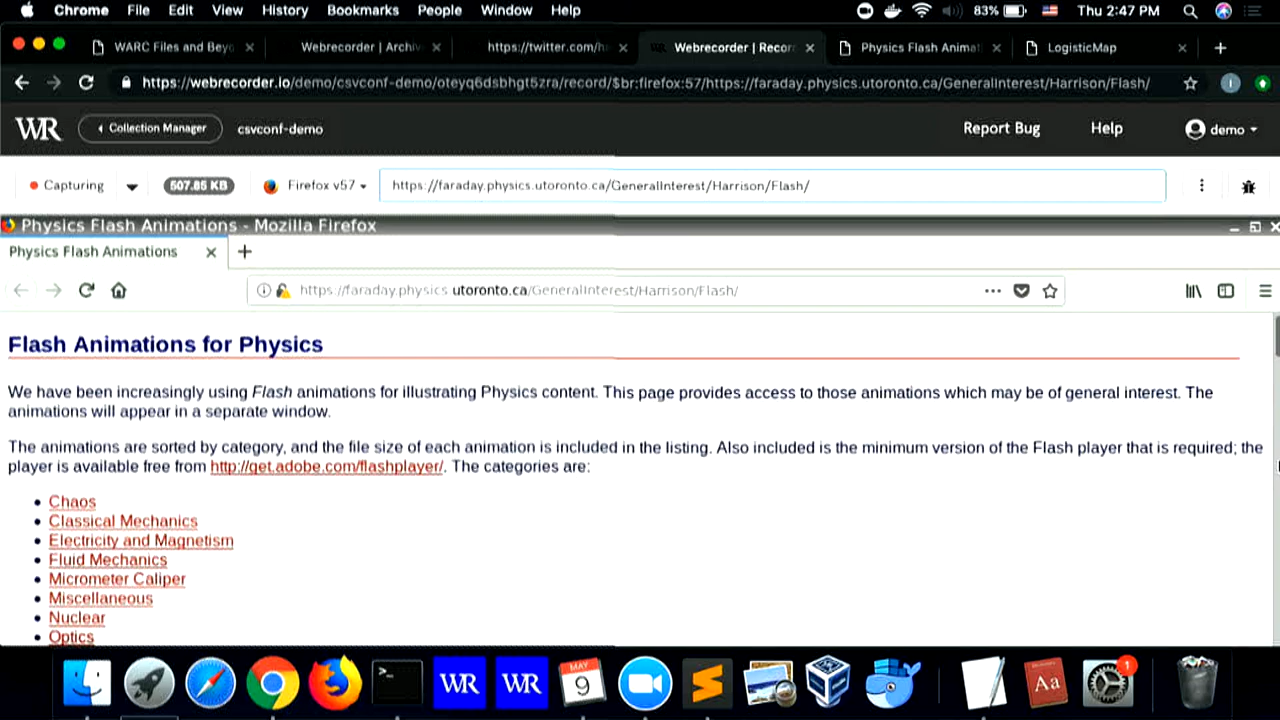 Chrome File Edit View History Bookmarks People Window Help 83% Thu 2:47 PM
WARC Files and Beyo Webrecorder | Archiv https://twitter.com/h Webrecorder | Recor Physics Flash Animat LogisticMap
https://webrecorder.io/demo/csvconf-demo/oteyq6dsbhgt5zra/record/$br:firefox:57/https://faraday.physics.utoronto.ca/GeneralInterest/Harrison/Flash/
WR Collection Manager csvconf-demo Report Bug Help demo
Capturing 507.85 KB Firefox v57 https://faraday.physics.utoronto.ca/GeneralInterest/Harrison/Flash/
Physics Flash Animations - Mozilla Firefox
Physics Flash Animations
https://faraday.physics.utoronto.ca/GeneralInterest/Harrison/Flash/
Flash Animations for Physics
We have been increasingly using Flash animations for illustrating Physics content. This page provides access to those animations which may be of general interest. The
animations will appear in a separate window.
The animations are sorted by category, and the file size of each animation is included in the listing. Also included is the minimum version of the Flash player that is required; the
player is available free from http://get.adobe.com/flashplayer/. The categories are:
• Chaos
• Classical Mechanics
• Electricity and Magnetism
• Fluid Mechanics
• Micrometer Caliper
• Miscellaneous
• Nuclear
• Optics
WR WR MAY 9 Aa 1